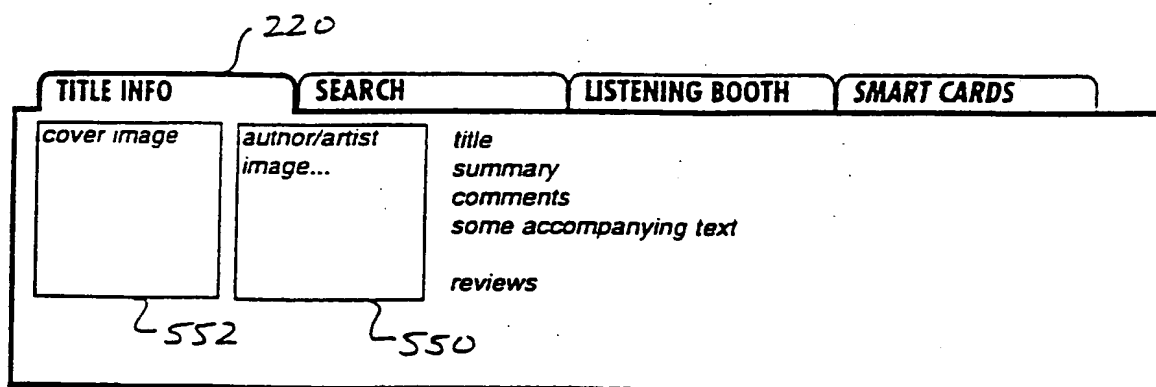 220
TITLE INFO SEARCH LISTENING BOOTH SMART CARDS
cover image
author/artist
image...
title
summary
comments
some accompanying text
reviews
552
550